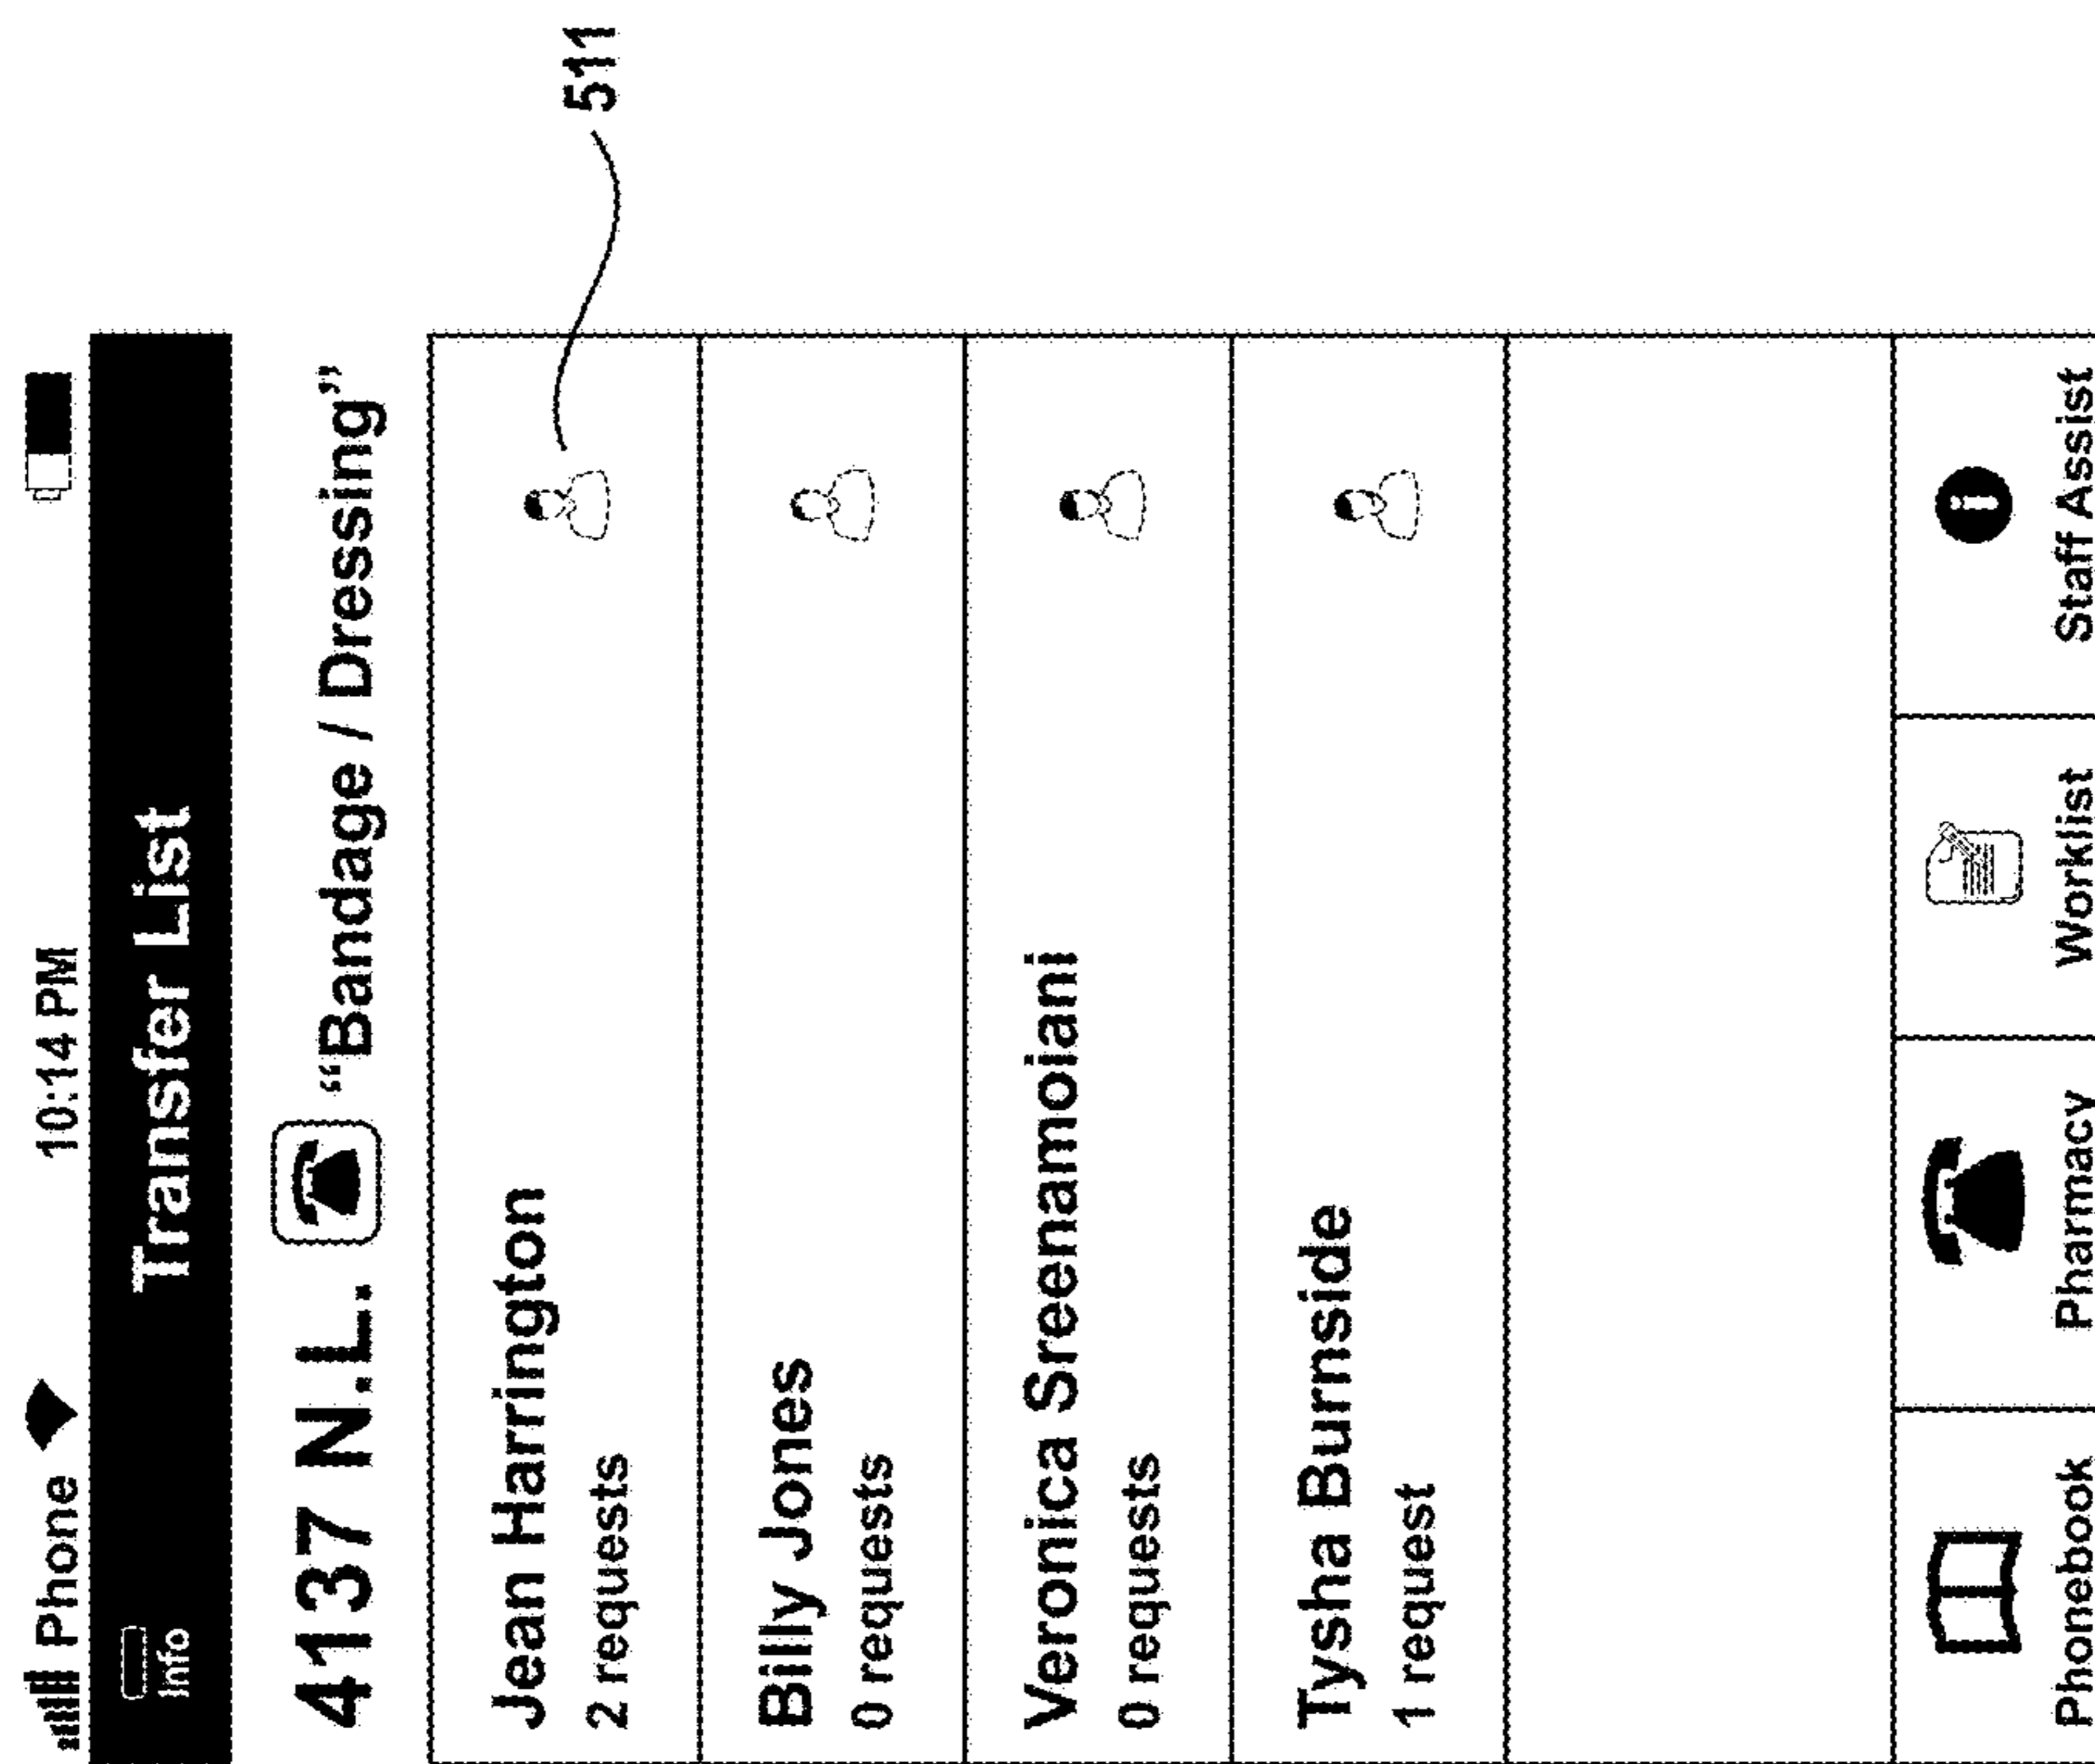 Phone 10:14 PM
Info Transfer List
4137 N.L. “Bandage / Dressing”
Jean Harrington
2 requests
511
Billy Jones
0 requests
Veronica Sreenamoiani
0 requests
Tysha Burnside
1 request
Phonebook Pharmacy Worklist Staff Assist